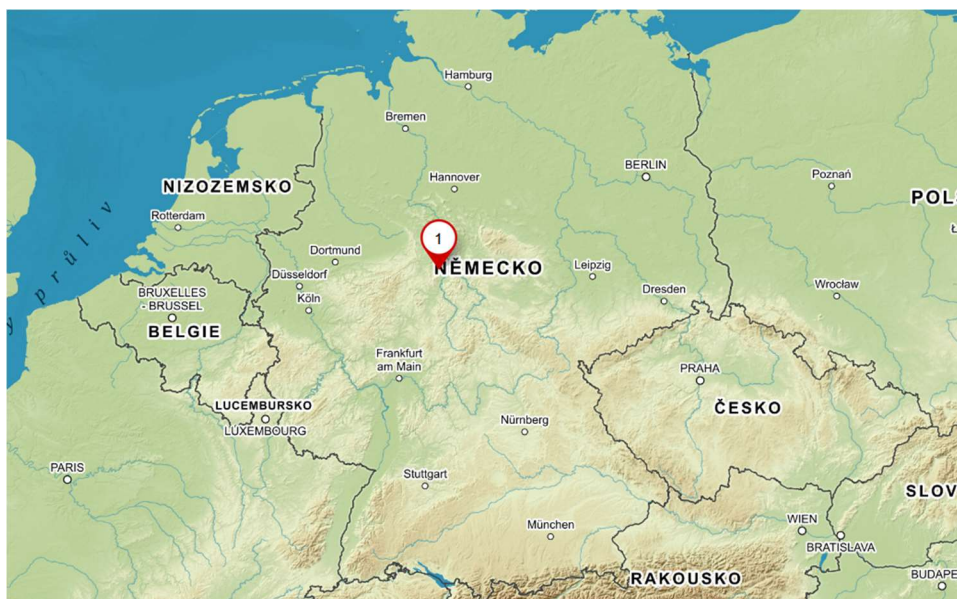 Hamburg
Bremen
BERLIN
Hannover
Poznań
NIZOZEMSKO
POLS
Rotterdam
y průliv
1
Dortmund
NĚMECKO
Leipzig
Düsseldorf
Köln
Dresden
Wrocław
BRUXELLES
- BRUSSEL
BELGIE
Frankfurt
am Main
PRAHA
LUCEMBURSKO
ČESKO
LUXEMBOURG
Nürnberg
PARIS
Stuttgart
SLOV
München
WIEN
BRATISLAVA
RAKOUSKO
BUDAPE